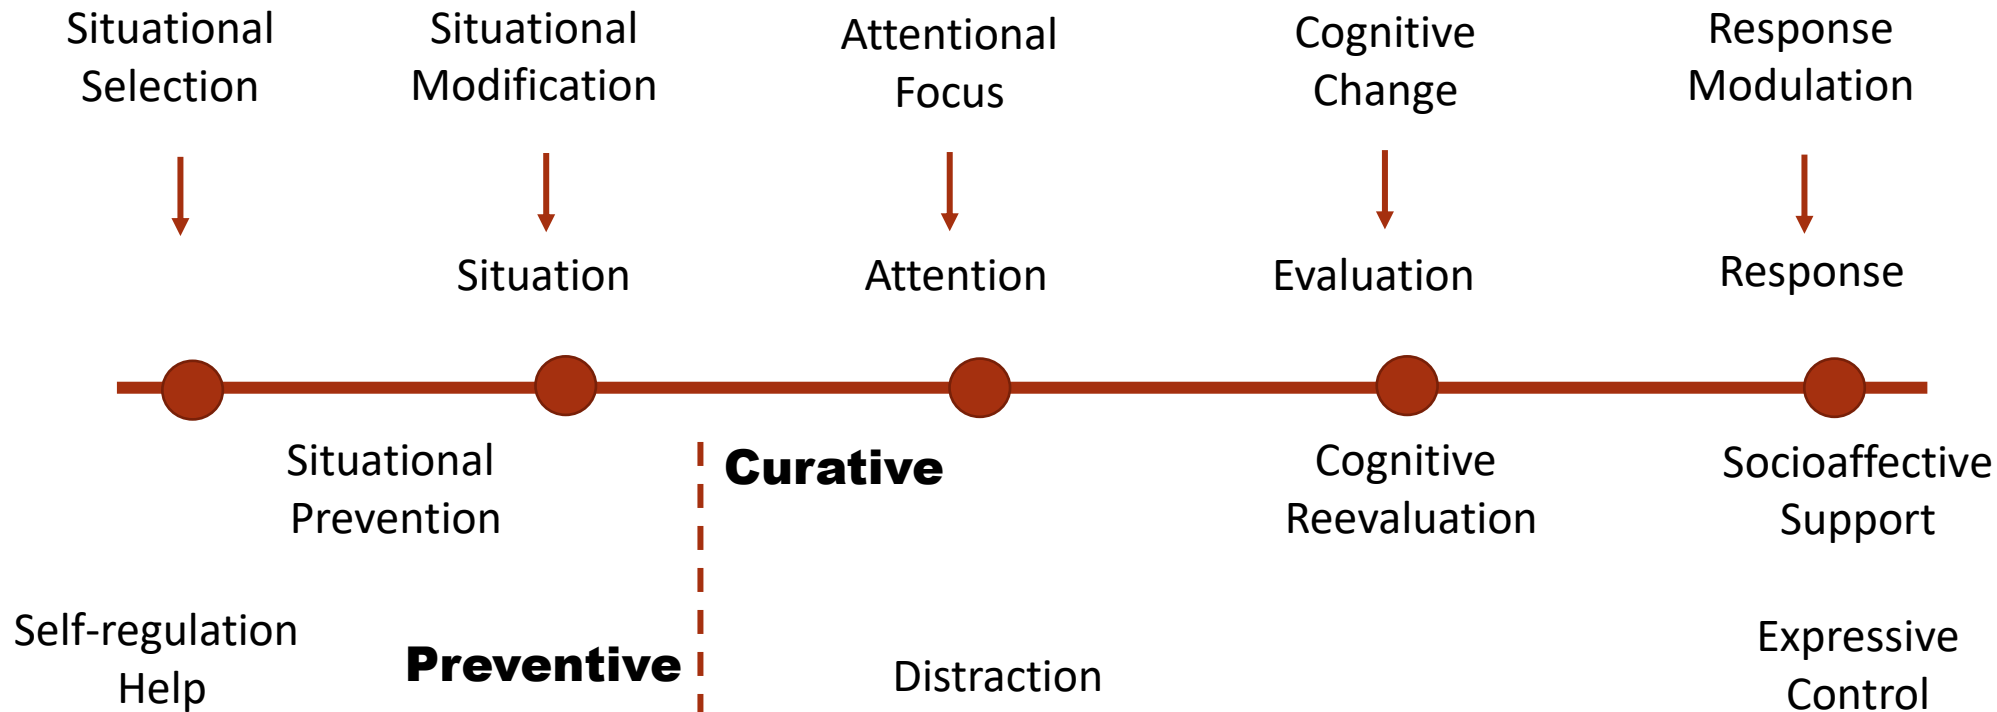 Situational
Selection
Situational
Modification
Attentional
Focus
Cognitive
Change
Response
Modulation
Situation
Attention
Evaluation
Response
Situational
Prevention
Curative
Cognitive
Reevaluation
Socioaffective
Support
Self-regulation
Help
Preventive
Distraction
Expressive
Control